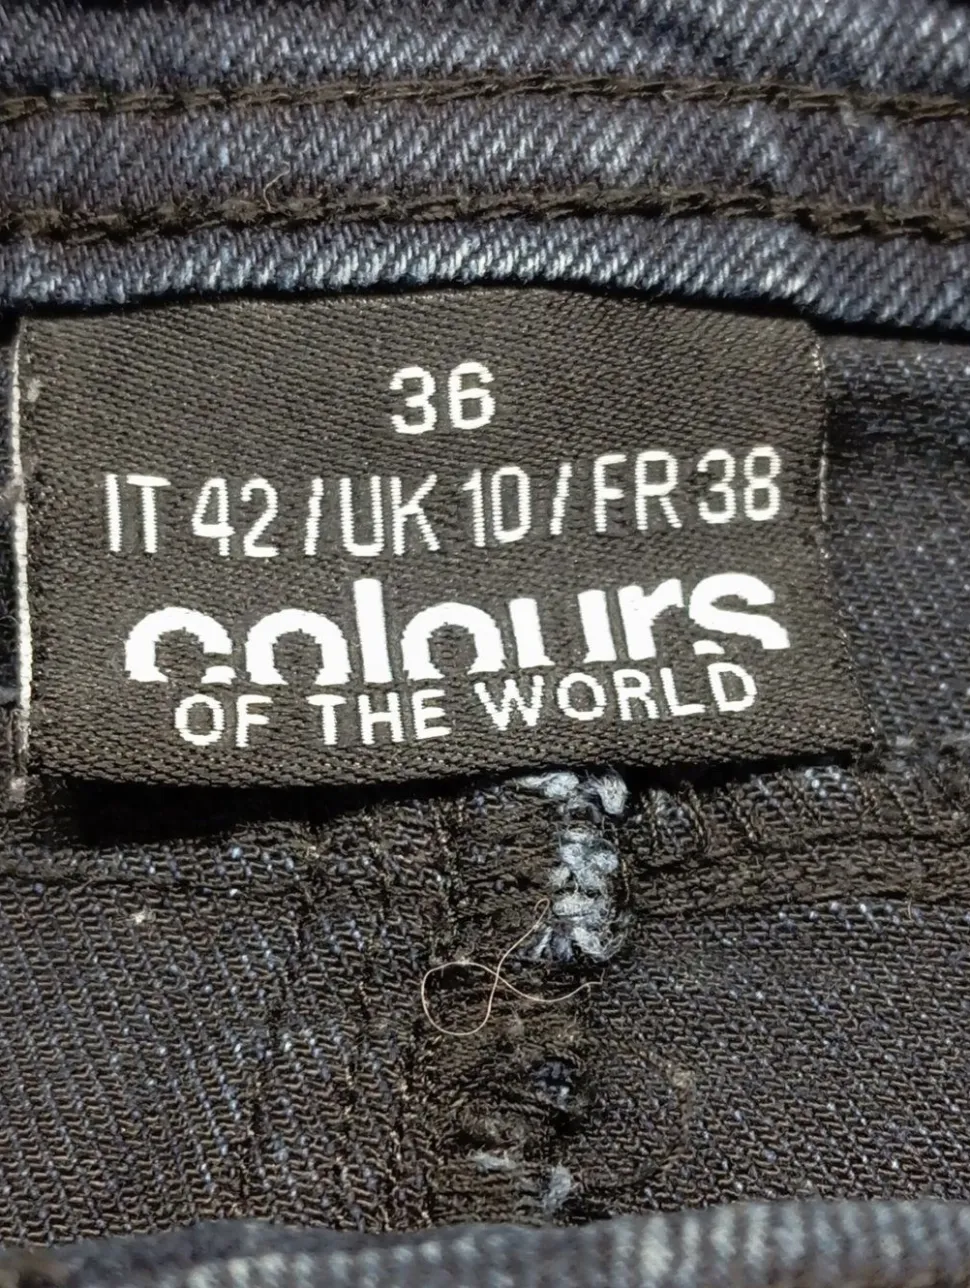 36
IT 42 / UK 10 / FR 38
colours
OF THE WORLD